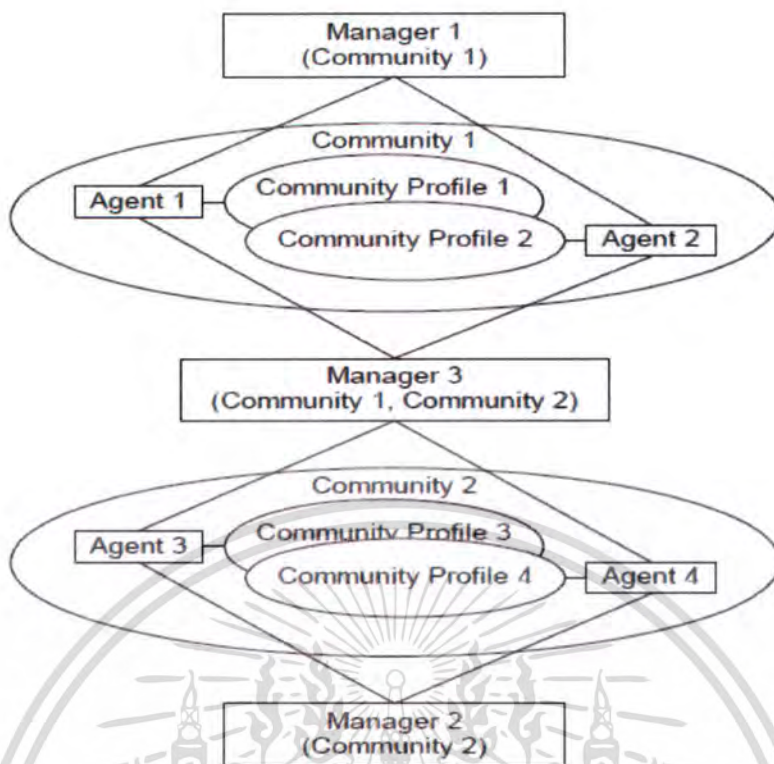 Manager 1
(Community 1)
Community 1
Community Profile 1
Agent 1
Community Profile 2
Agent 2
Manager 3
(Community 1, Community 2)
Community 2
Community Profile 3
Agent 3
Community Profile 4
Agent 4
Manager 2
(Community 2)